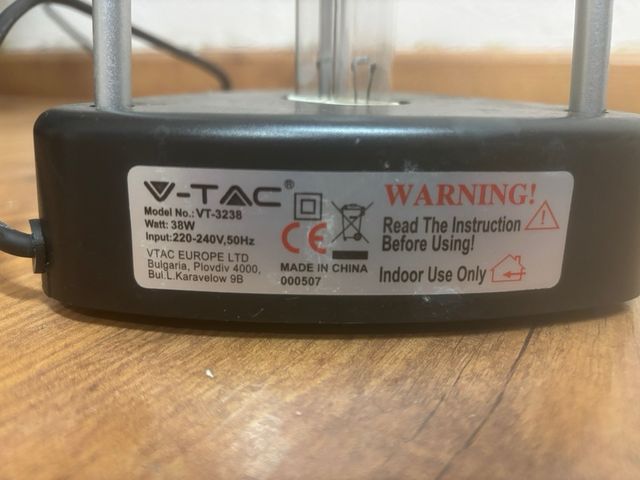 V-TAC®
Model No.: VT-3238
Watt: 38W
Input:220-240V,50Hz
VTAC EUROPE LTD
Bulgaria, Plovdiv 4000,
Bul.L.Karavelow 9B
CE
MADE IN CHINA
000507
WARNING!
Read The Instruction
Before Using!
Indoor Use Only